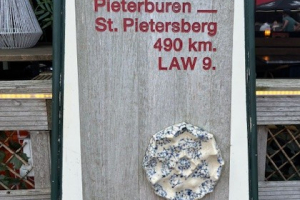 Pieterburen —
St. Pietersberg
490 km.
LAW 9.